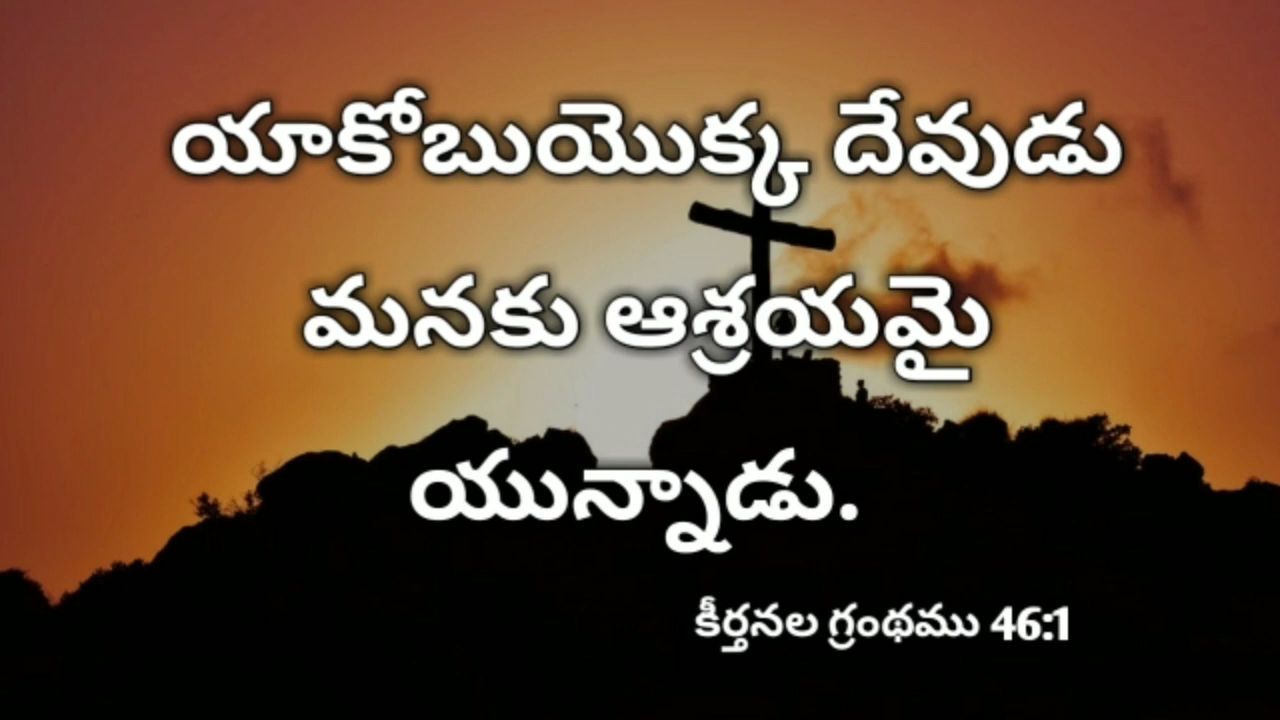 యాకోబుయొక్క దేవుడు
మనకు ఆశ్రయమై
యున్నాడు.
కీర్తనల గ్రంథము 46:1